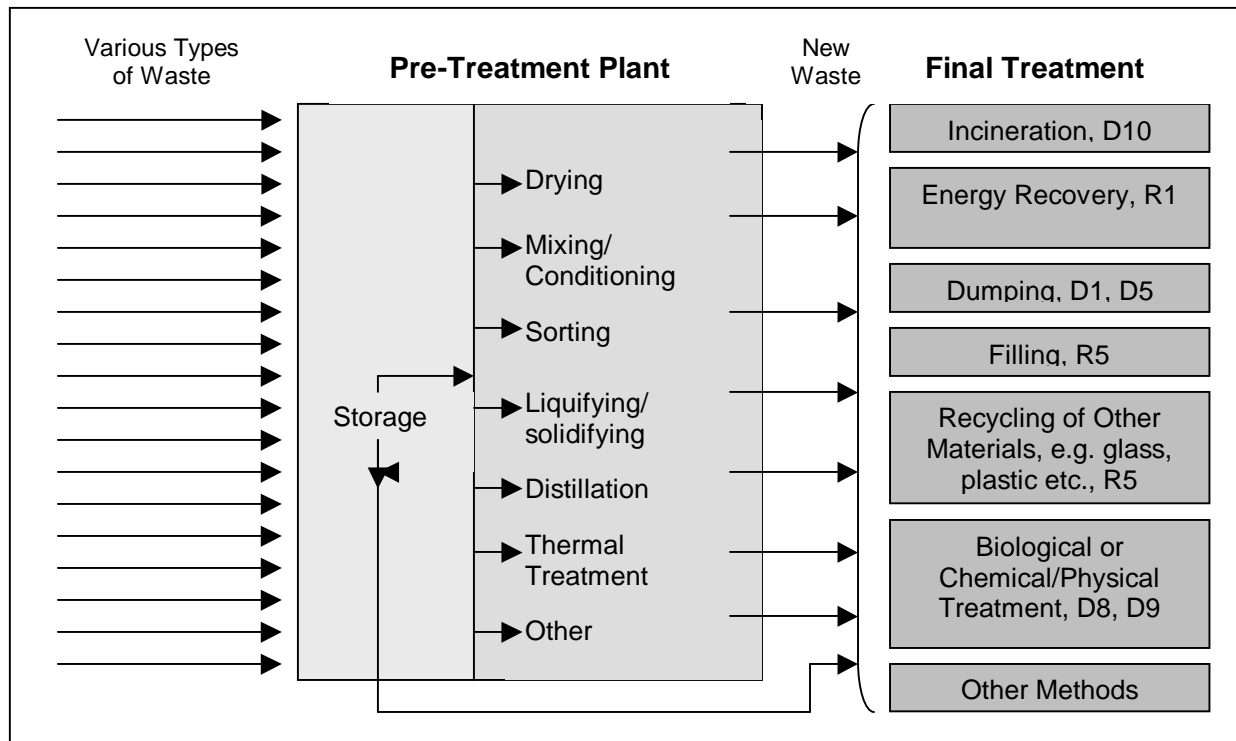 Various Types
of Waste
Pre-Treatment Plant
New
Waste
Final Treatment
Storage
Drying
Mixing/
Conditioning
Sorting
Liquifying/
solidifying
Distillation
Thermal
Treatment
Other
Incineration, D10
Energy Recovery, R1
Dumping, D1, D5
Filling, R5
Recycling of Other
Materials, e.g. glass,
plastic etc., R5
Biological or
Chemical/Physical
Treatment, D8, D9
Other Methods